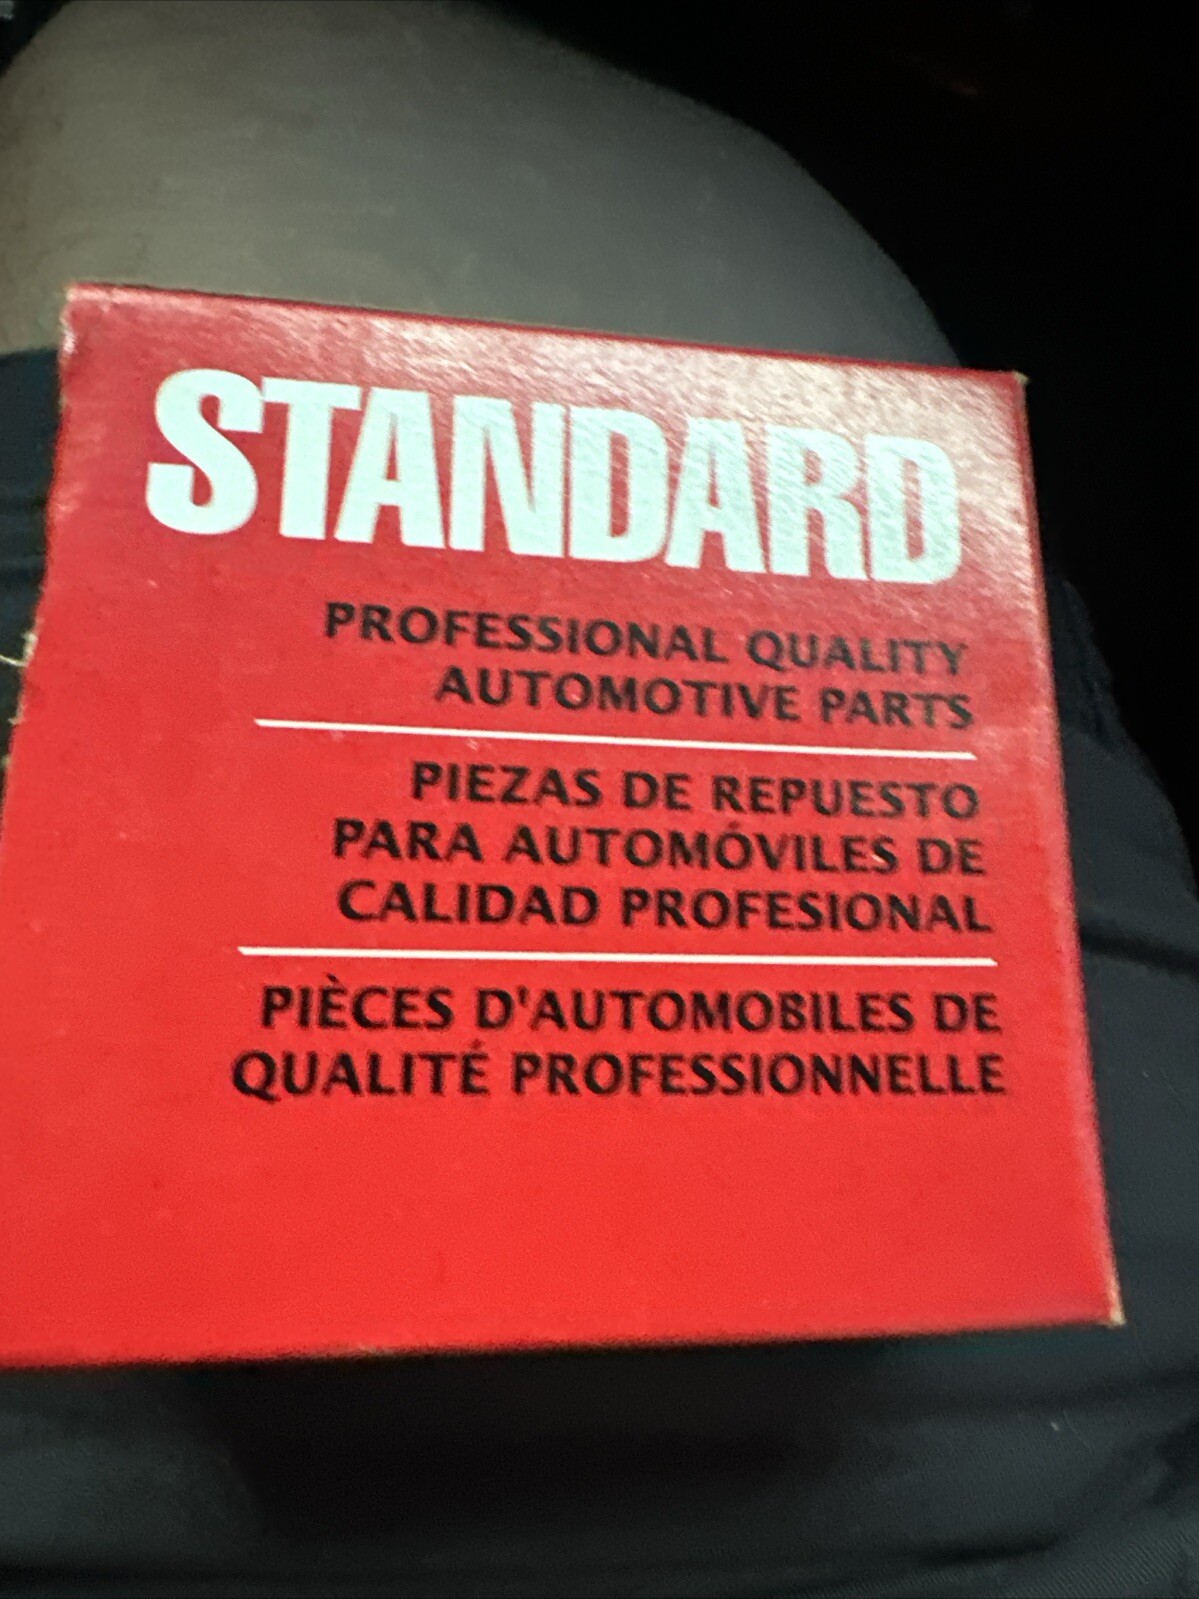 STANDARD
PROFESSIONAL QUALITY
AUTOMOTIVE PARTS
PIEZAS DE REPUESTO
PARA AUTOMÓVILES DE
CALIDAD PROFESIONAL
PIÈCES D'AUTOMOBILES DE
QUALITÉ PROFESSIONNELLE